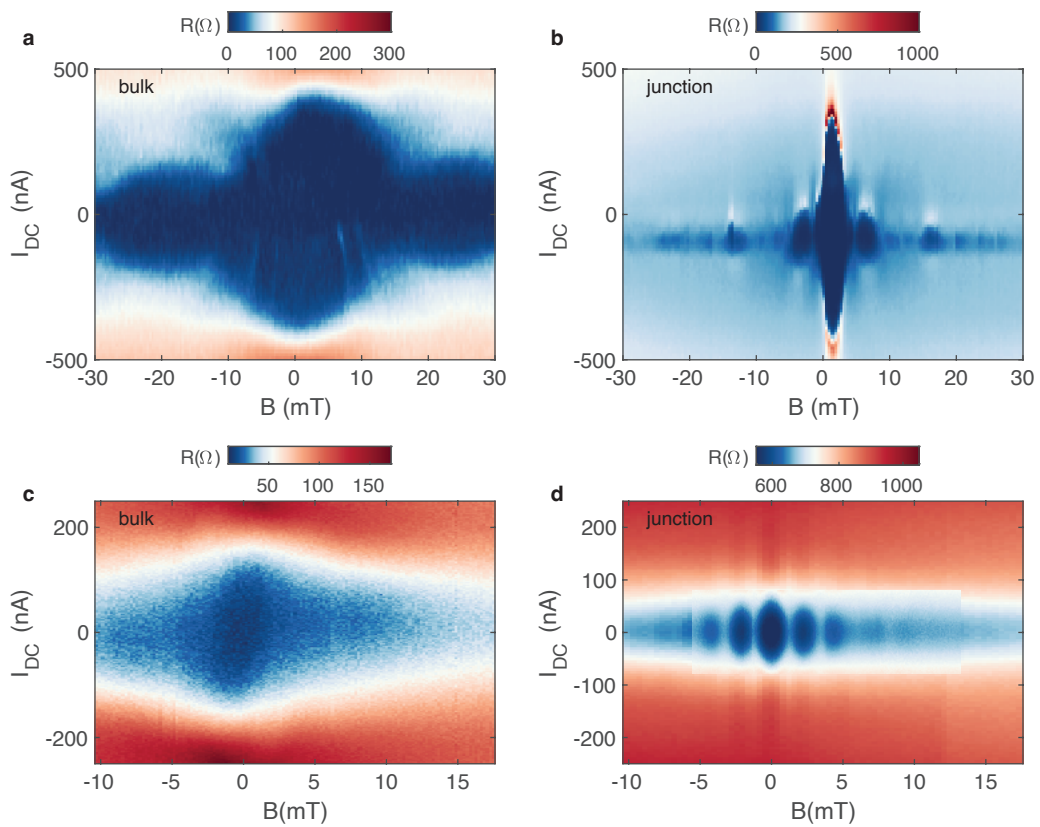 R(Ω)
0 100 200 300
a
bulk
500
0
-500
I_DC (nA)
-30 -20 -10 0 10 20 30
B (mT)
R(Ω)
0 500 1000
b
junction
500
0
-500
I_DC (nA)
-30 -20 -10 0 10 20 30
B (mT)
R(Ω)
50 100 150
c
bulk
200
100
0
-100
-200
I_DC (nA)
-10 -5 0 5 10 15
B(mT)
R(Ω)
600 800 1000
d
junction
200
100
0
-100
-200
I_DC (nA)
-10 -5 0 5 10 15
B(mT)